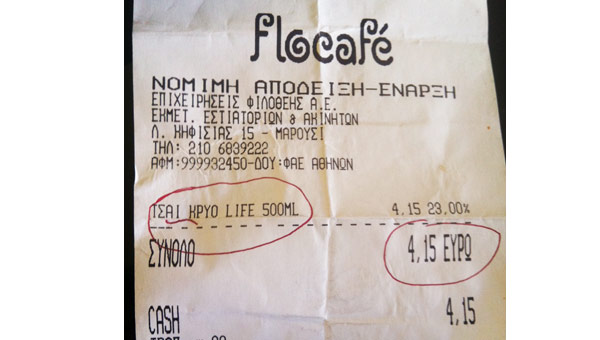 flocafé
ΝΟΜΙΜΗ ΑΠΟΔΕΙΞΗ-ΕΝΑΡΞΗ
ΕΠΙΧΕΙΡΗΣΕΙΣ ΦΙΛΟΘΕΗΣ Α.Ε.
ΕΚΜΕΤ. ΕΣΤΙΑΤΟΡΙΩΝ & ΑΚΙΝΗΤΩΝ
Λ. ΚΗΦΙΣΙΑΣ 15 - ΜΑΡΟΥΣΙ
ΤΗΛ: 210 6839222
ΑΦΜ:999932450-ΔΟΥ:ΦΑΕ ΑΘΗΝΩΝ
ΤΣΑΙ ΚΡΥΟ LIFE 500ML 4,15 23,00%
ΣΥΝΟΛΟ 4,15 ΕΥΡΩ
CASH 4,15